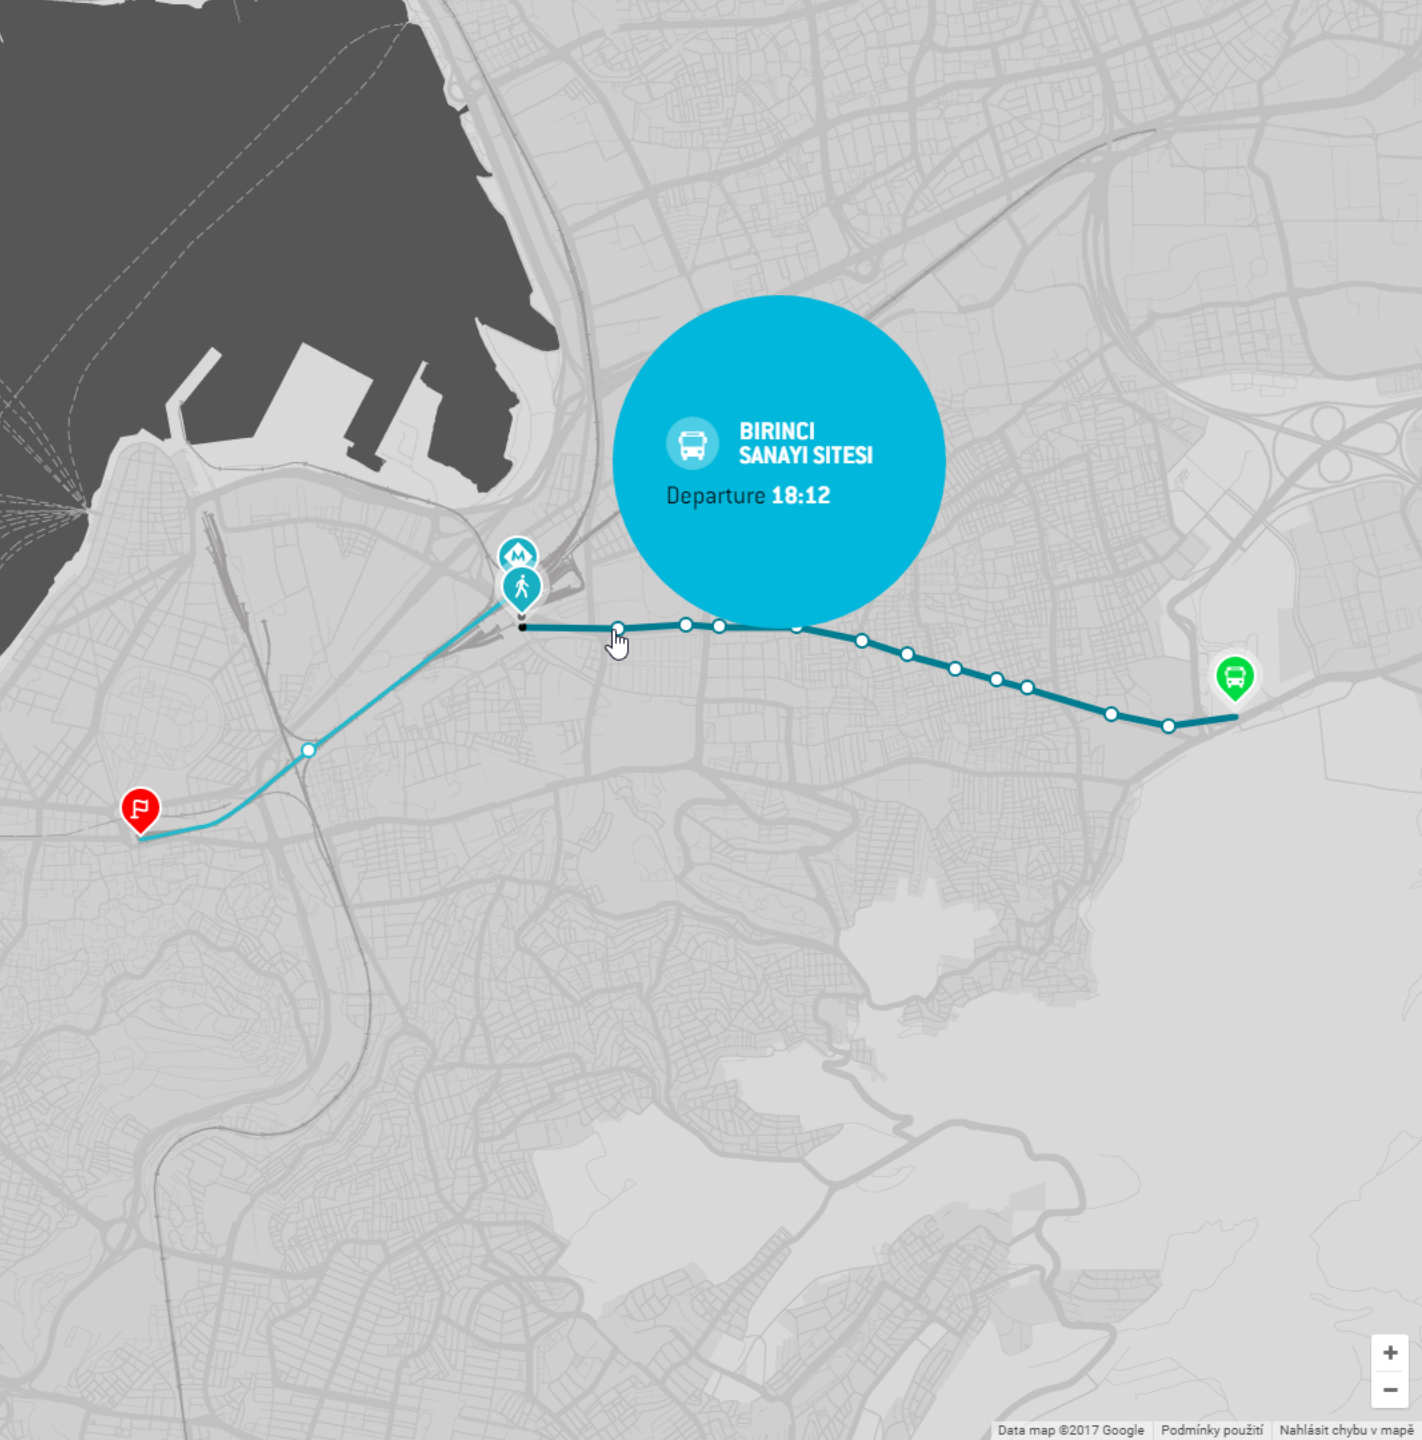 BIRINCI
SANAYI SITESI
Departure 18:12
M
+
−
Data map ©2017 Google Podmínky použití Nahlásit chybu v mapě